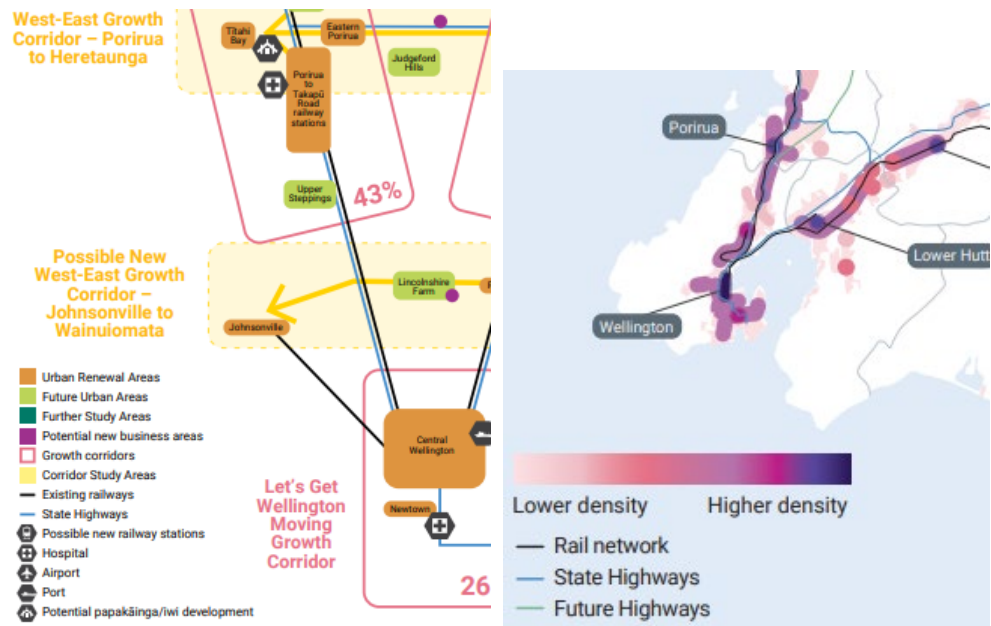 West-East Growth
Corridor – Porirua
to Heretaunga
Tītahi
Bay
Eastern
Porirua
Judgeford
Hills
Porirua
to
Takapū
Road
railway
stations
Upper
Steppings
43%
Possible New
West-East Growth
Corridor –
Johnsonville to
Wainuiomata
Lincolnshire
Farm
Johnsonville
Urban Renewal Areas
Future Urban Areas
Further Study Areas
Potential new business areas
Growth corridors
Corridor Study Areas
Existing railways
State Highways
Possible new railway stations
Hospital
Airport
Port
Potential papakāinga/iwi development
Central
Wellington
Let's Get
Wellington
Moving
Growth
Corridor
Newtown
26
Porirua
Lower Hutt
Wellington
Lower density
Higher density
Rail network
State Highways
Future Highways